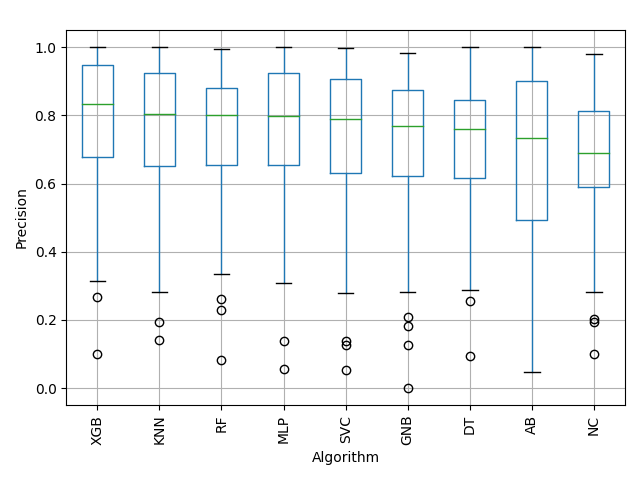 1.0
0.8
0.6
0.4
0.2
0.0
Precision
XGB
KNN
RF
MLP
SVC
GNB
DT
AB
NC
Algorithm